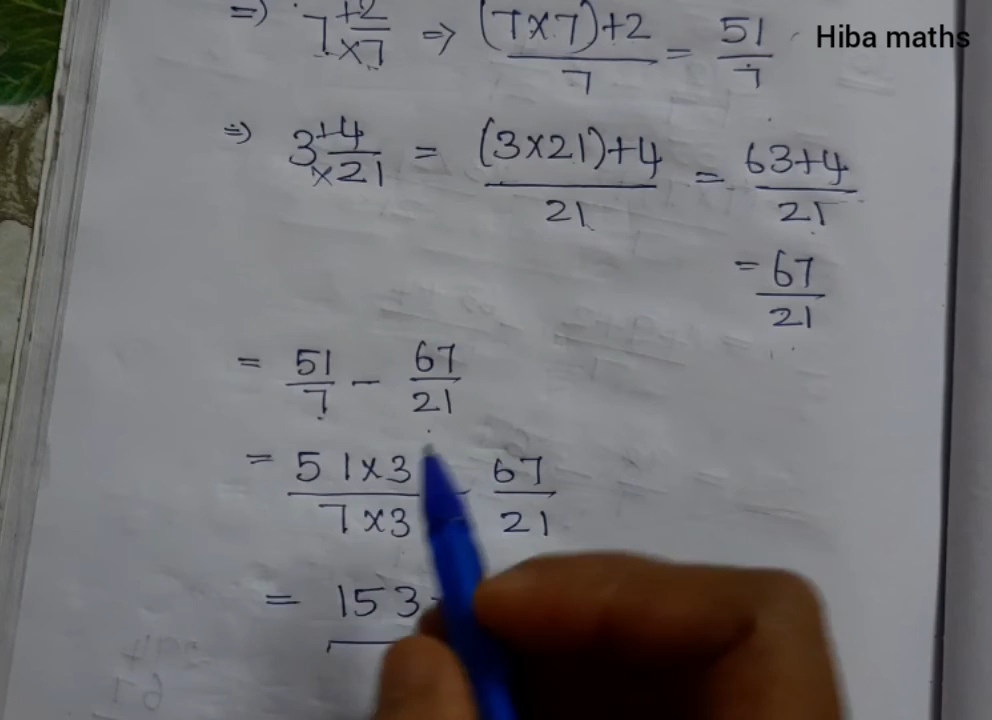 Hiba maths
=) 7 +2/×7 => (7×7)+2/7 = 51/7
=) 3 +4/×21 = (3×21)+4/21 = 63+4/21
= 67/21
= 51/7 - 67/21
= 51×3/7×3 - 67/21
= 153